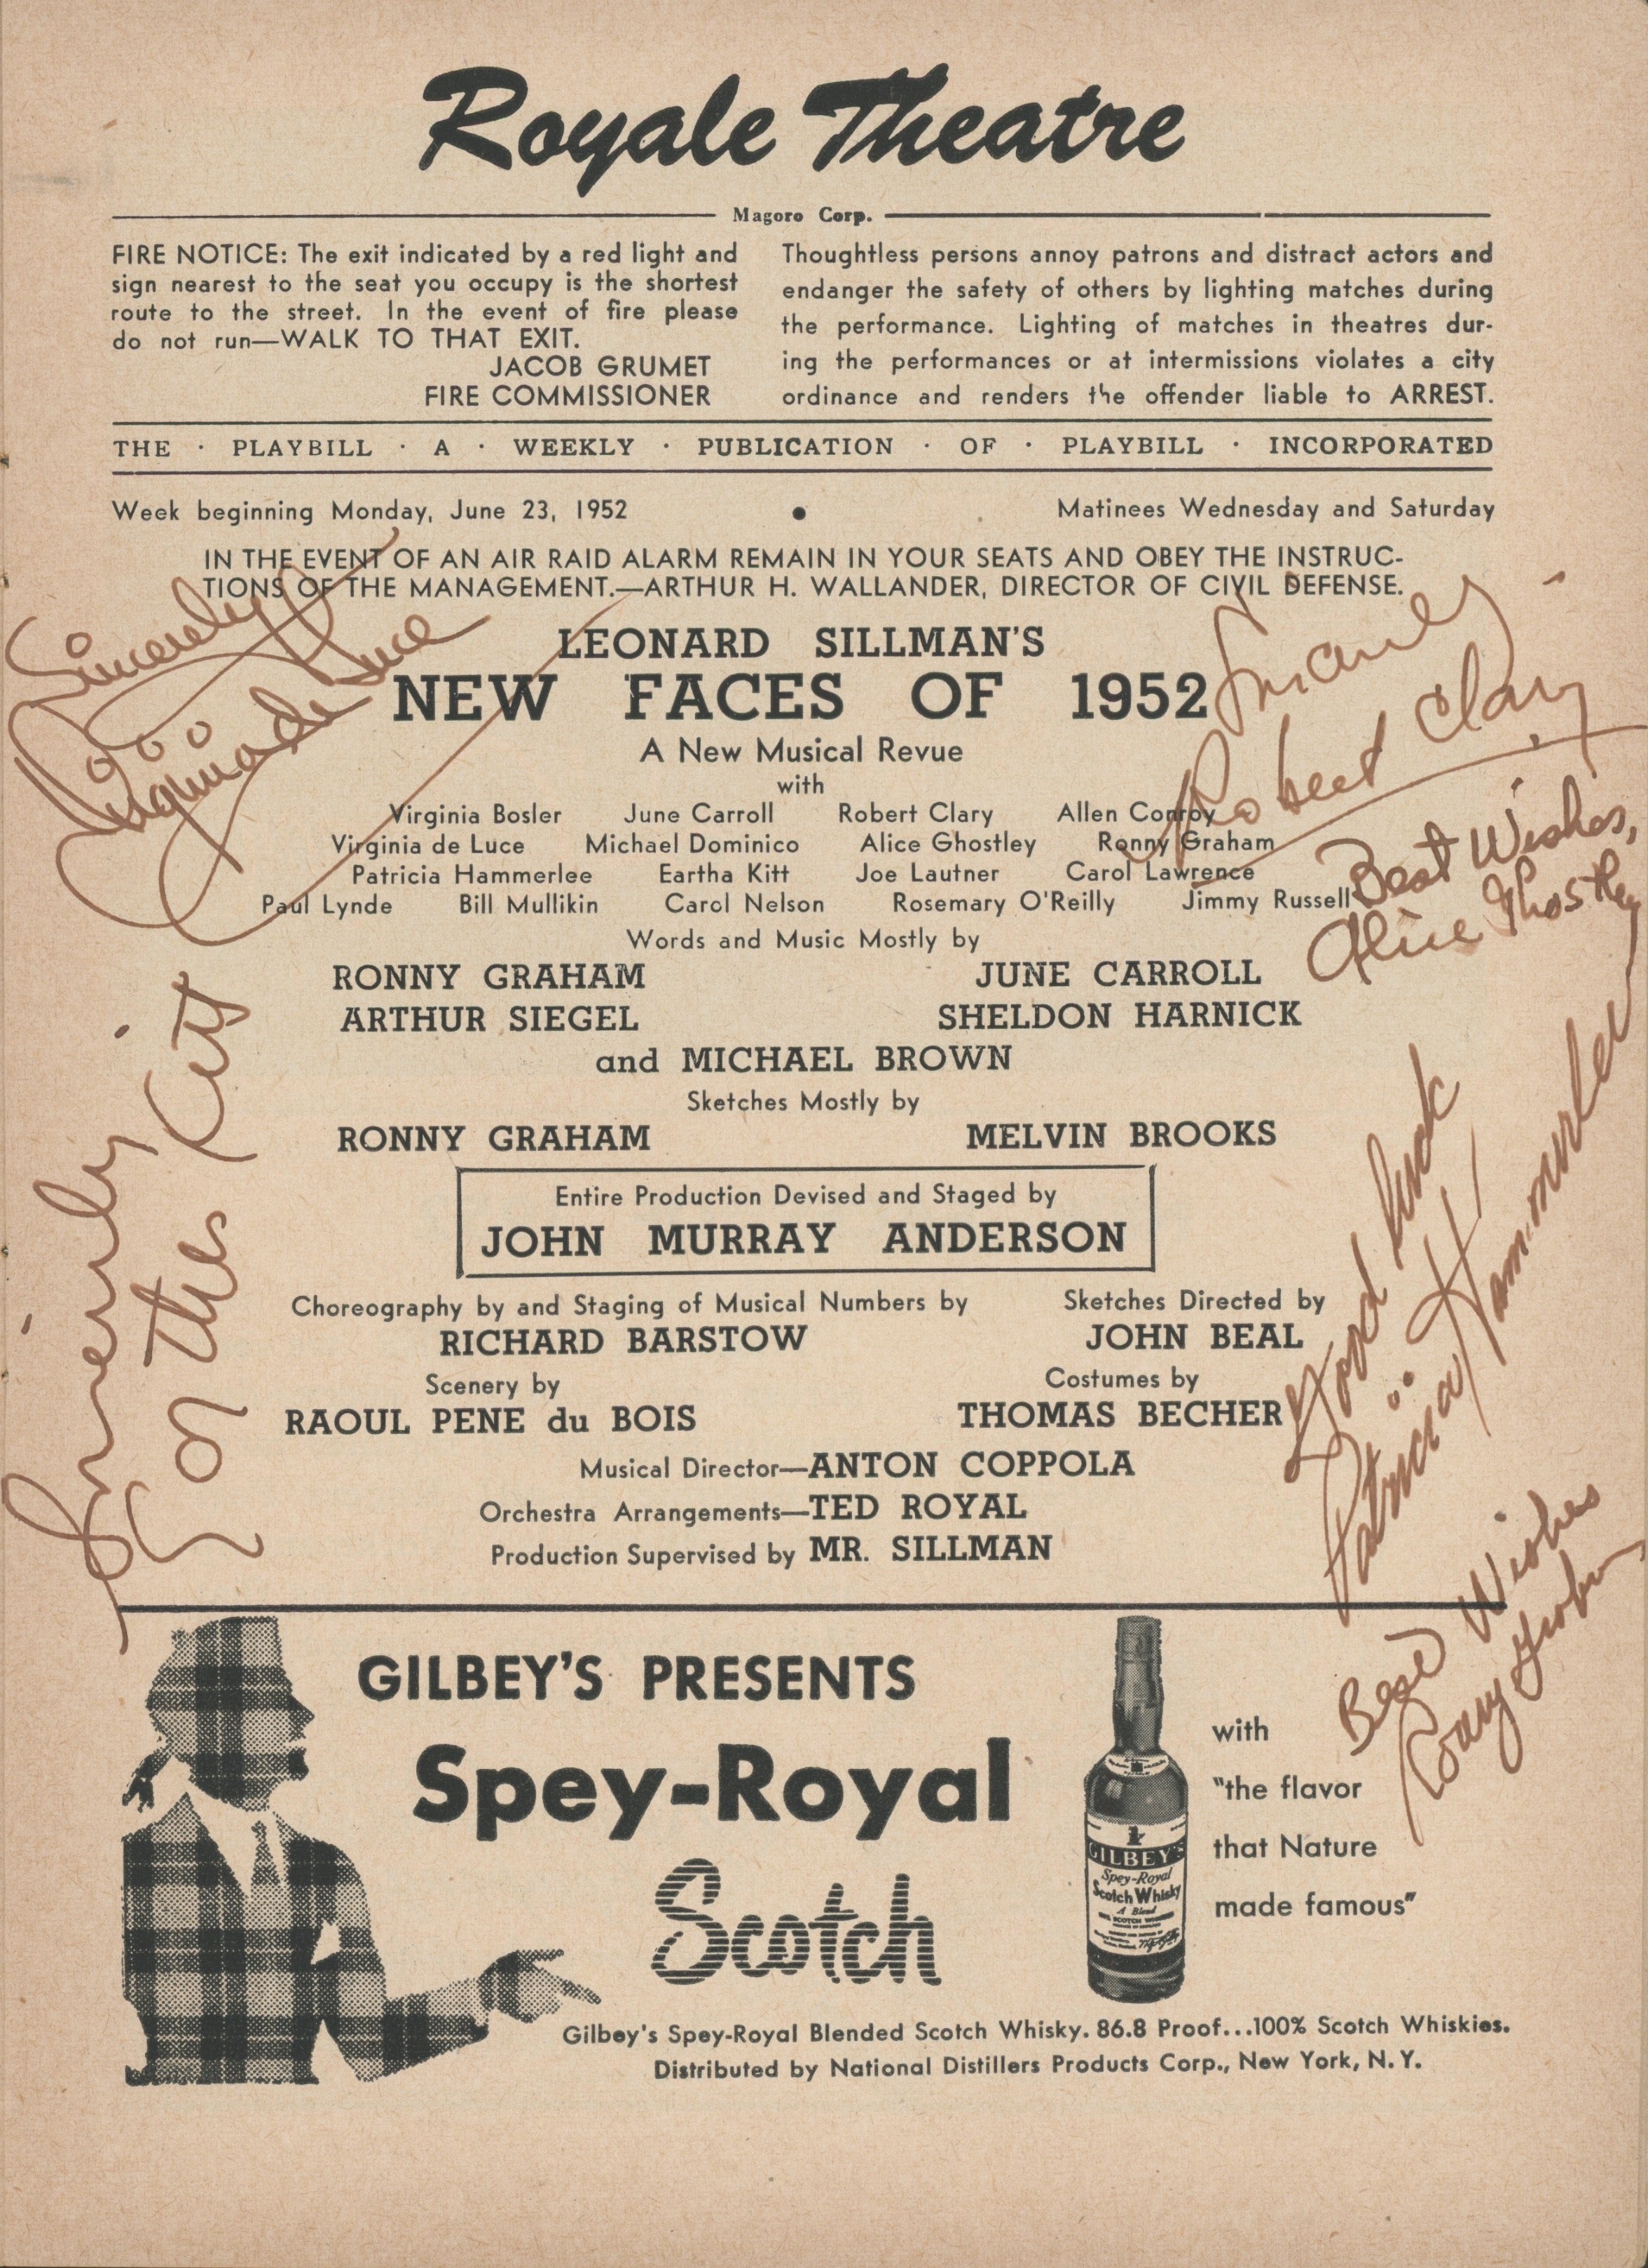 Royale Theatre
Magoro Corp.
FIRE NOTICE: The exit indicated by a red light and
sign nearest to the seat you occupy is the shortest
route to the street. In the event of fire please
do not run—WALK TO THAT EXIT.
JACOB GRUMET
FIRE COMMISSIONER
Thoughtless persons annoy patrons and distract actors and
endanger the safety of others by lighting matches during
the performance. Lighting of matches in theatres dur-
ing the performances or at intermissions violates a city
ordinance and renders the offender liable to ARREST.
THE · PLAYBILL · A · WEEKLY · PUBLICATION · OF · PLAYBILL · INCORPORATED
Week beginning Monday, June 23, 1952 • Matinees Wednesday and Saturday
IN THE EVENT OF AN AIR RAID ALARM REMAIN IN YOUR SEATS AND OBEY THE INSTRUC-
TIONS OF THE MANAGEMENT.—ARTHUR H. WALLANDER, DIRECTOR OF CIVIL DEFENSE.
Sincerely
Virginia de Luce
LEONARD SILLMAN'S
NEW FACES OF 1952
A New Musical Revue
with
Virginia Bosler June Carroll Robert Clary Allen Conroy
Virginia de Luce Michael Dominico Alice Ghostley Ronny Graham
Patricia Hammerlee Eartha Kitt Joe Lautner Carol Lawrence
Paul Lynde Bill Mullikin Carol Nelson Rosemary O'Reilly Jimmy Russell
Robert Clary
Best Wishes,
Alice Ghostley
Words and Music Mostly by
RONNY GRAHAM JUNE CARROLL
ARTHUR SIEGEL SHELDON HARNICK
and MICHAEL BROWN
Sketches Mostly by
RONNY GRAHAM MELVIN BROOKS
Entire Production Devised and Staged by
JOHN MURRAY ANDERSON
Sincerely
Eartha Kitt
Good luck
Patricia Hammerlee
Choreography by and Staging of Musical Numbers by
RICHARD BARSTOW
Sketches Directed by
JOHN BEAL
Scenery by
RAOUL PENE du BOIS
Costumes by
THOMAS BECHER
Musical Director—ANTON COPPOLA
Orchestra Arrangements—TED ROYAL
Production Supervised by MR. SILLMAN
Best Wishes
GILBEY'S PRESENTS
Spey-Royal
Scotch
GILBEY'S
Spey-Royal
Scotch Whisky
A Blend
with
"the flavor
that Nature
made famous"
Gilbey's Spey-Royal Blended Scotch Whisky. 86.8 Proof...100% Scotch Whiskies.
Distributed by National Distillers Products Corp., New York, N. Y.